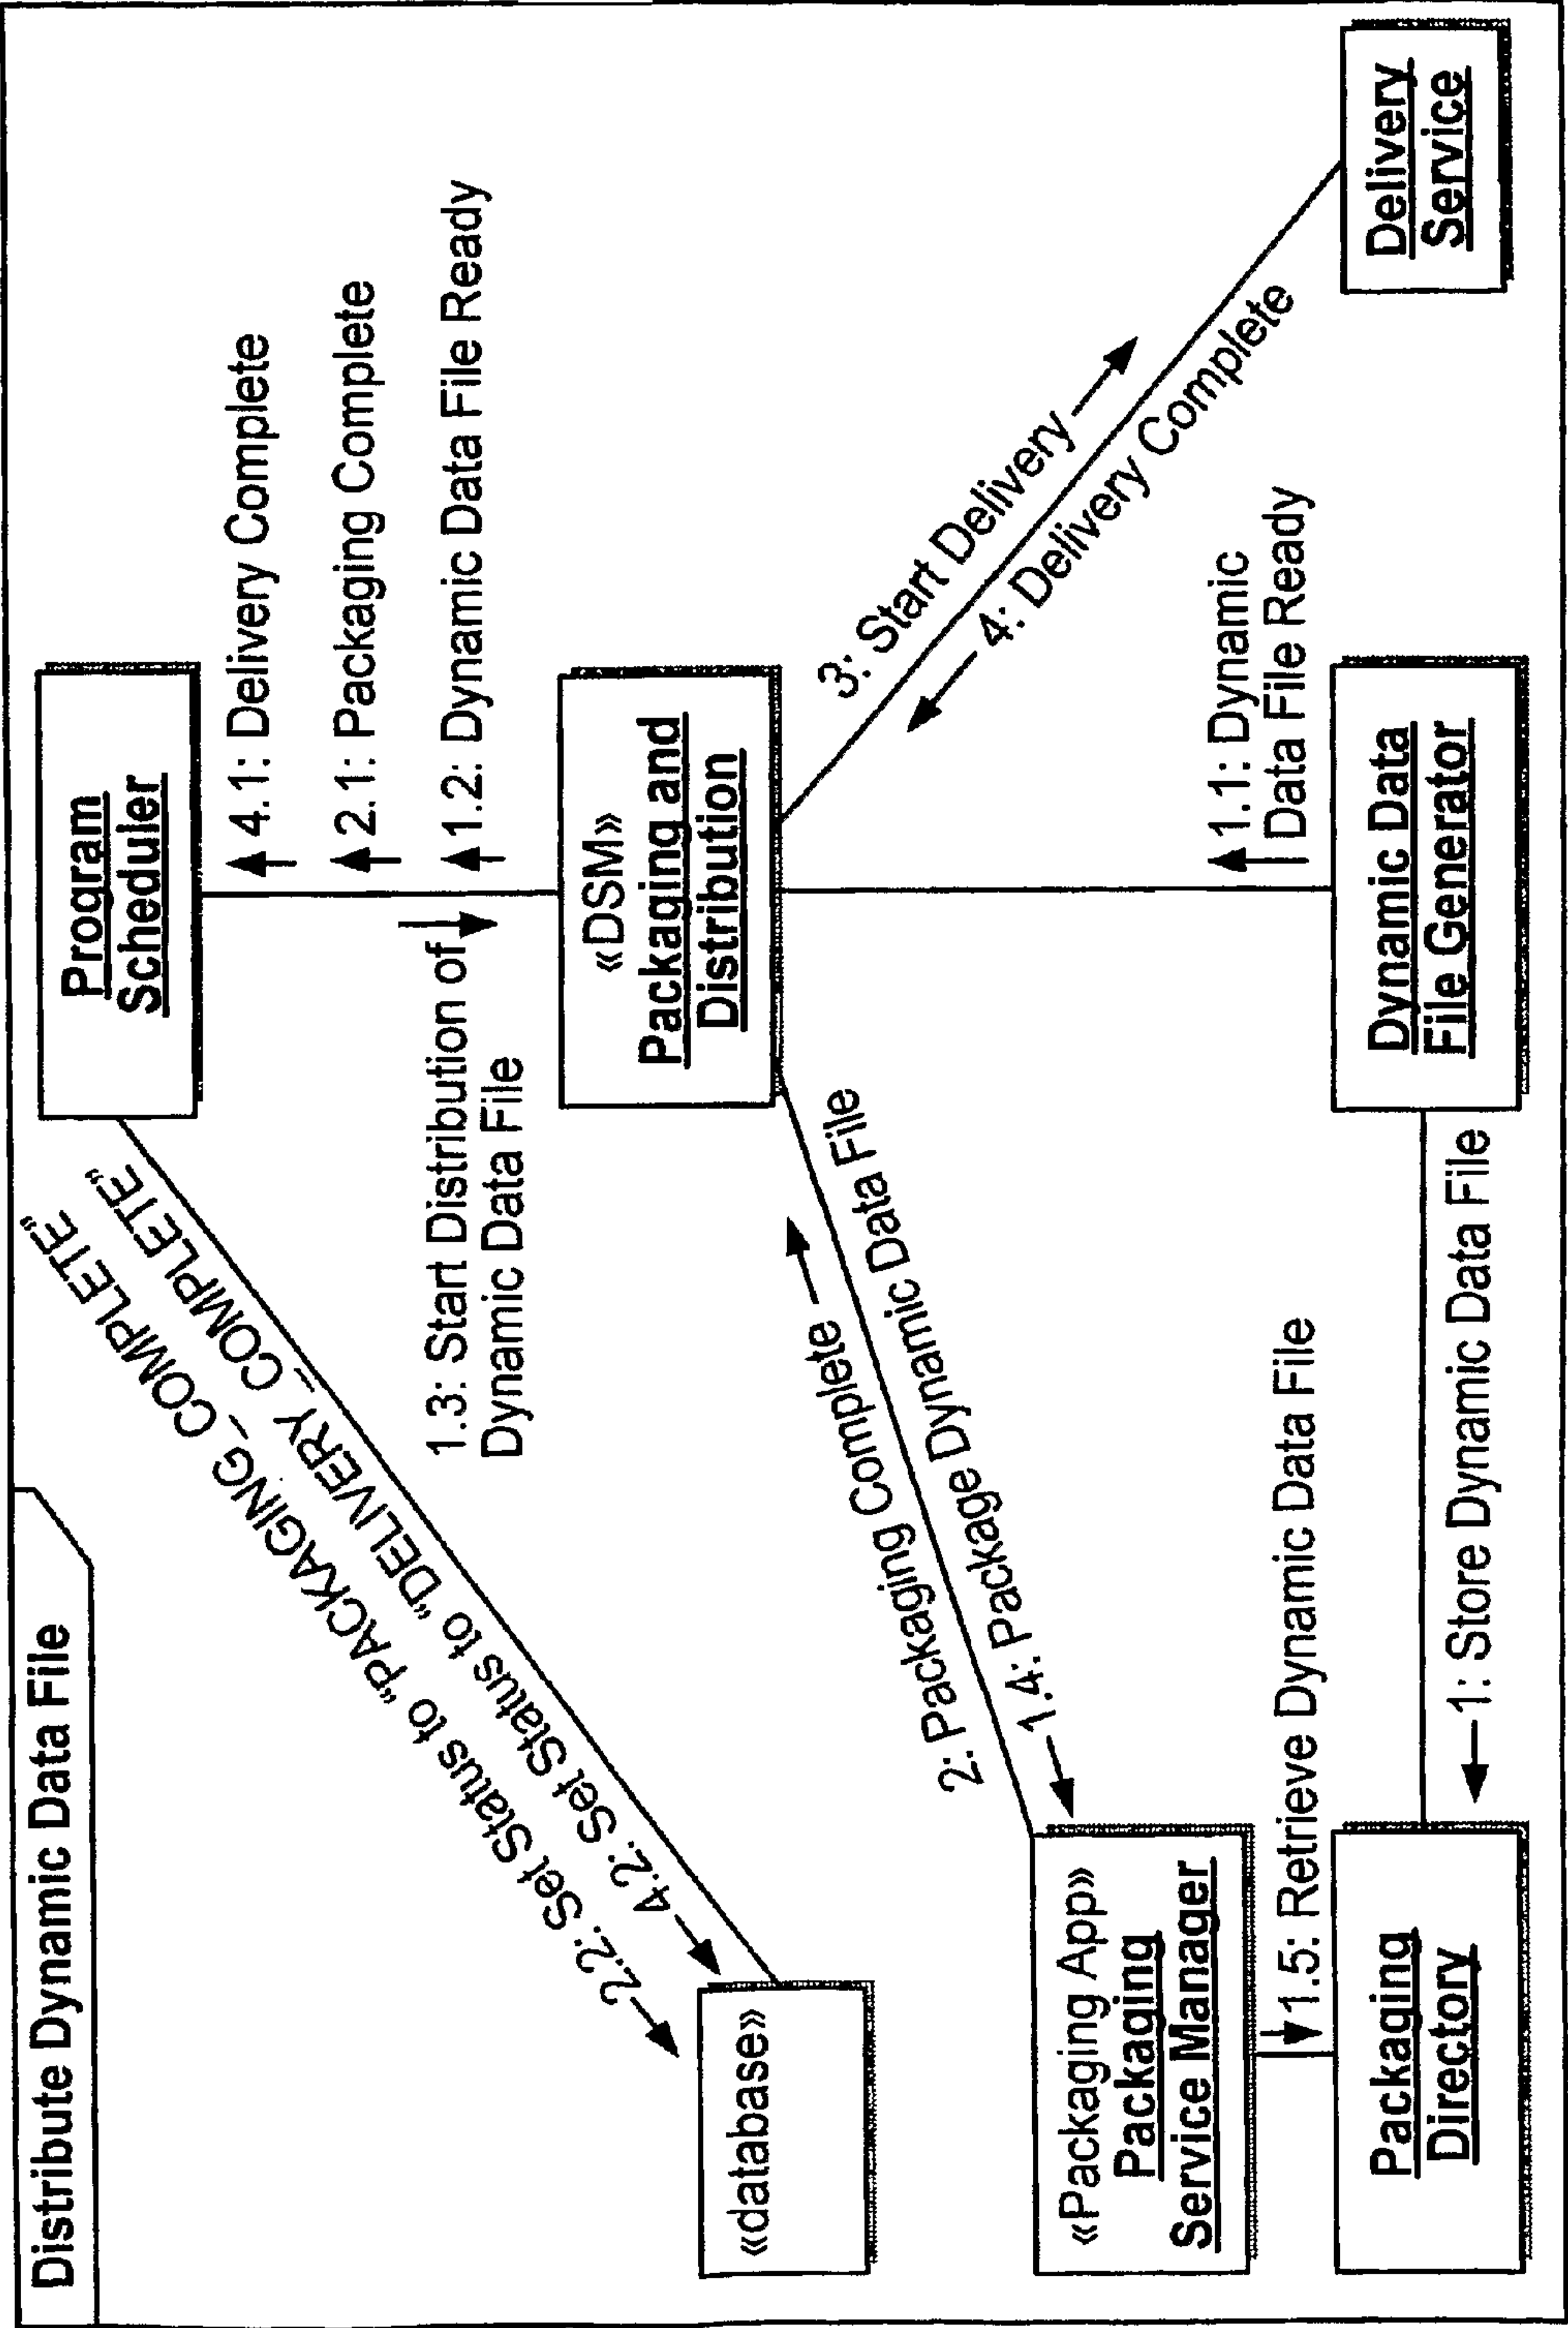 Distribute Dynamic Data File
Program
Scheduler
2.2: Set Status to "PACKAGING_COMPLETE"
4.2: Set Status to "DELIVERY_COMPLETE"
4.1: Delivery Complete
2.1: Packaging Complete
1.2: Dynamic Data File Ready
1.3: Start Distribution of
Dynamic Data File
«database»
«DSM»
Packaging and
Distribution
3: Start Delivery
4: Delivery Complete
2: Packaging Complete
1.4: Package Dynamic Data File
«Packaging App»
Packaging
Service Manager
1.5: Retrieve Dynamic Data File
1.1: Dynamic
Data File Ready
Packaging
Directory
1: Store Dynamic Data File
Dynamic Data
File Generator
Delivery
Service